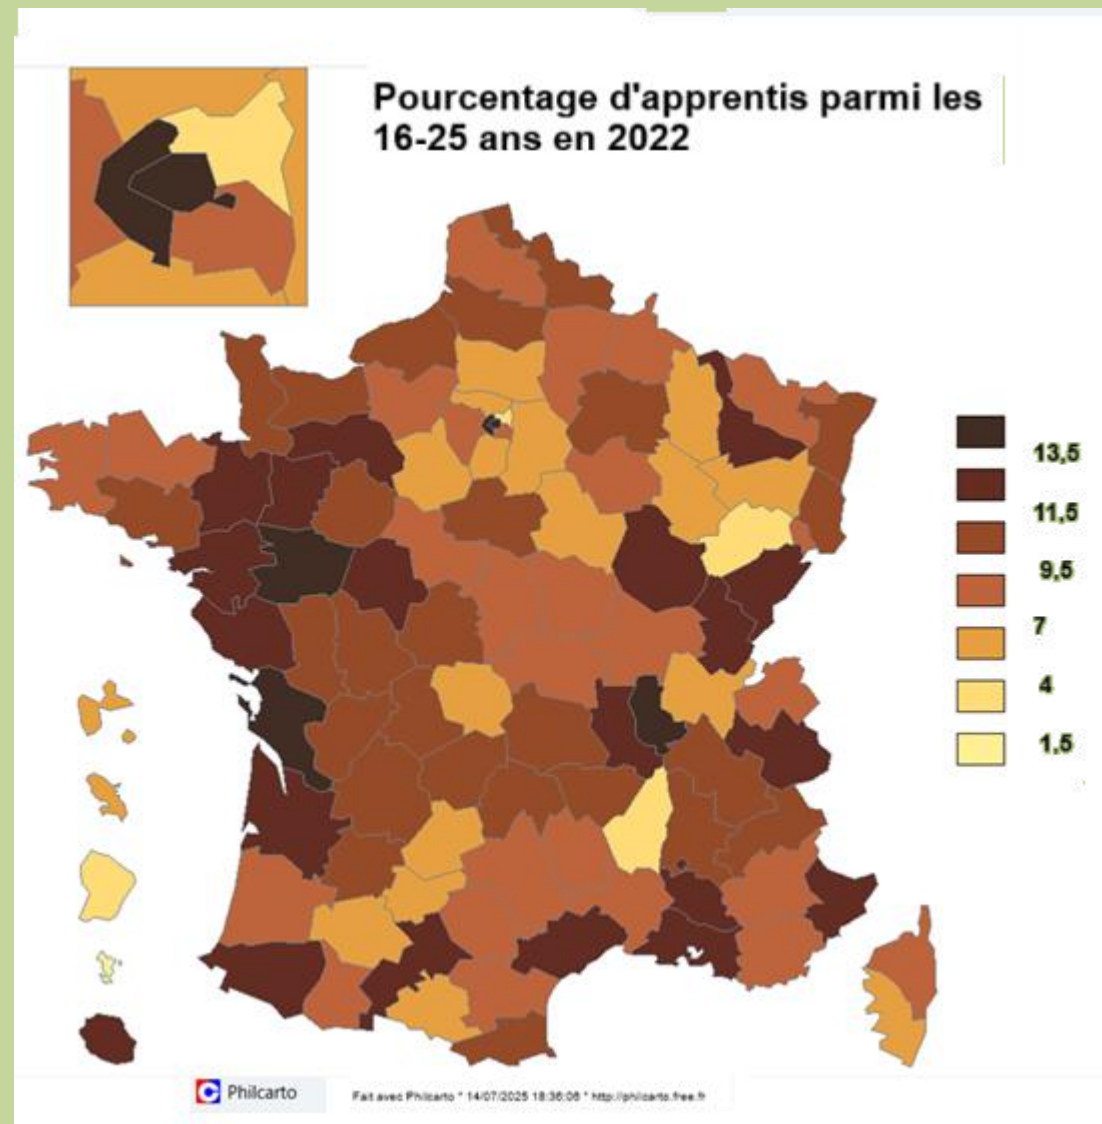 Pourcentage d'apprentis parmi les
16-25 ans en 2022
13,5
11,5
9,5
7
4
1,5
Philcarto
Fait avec Philcarto * 14/07/2025 18:36:06 * http://philcarto.free.fr